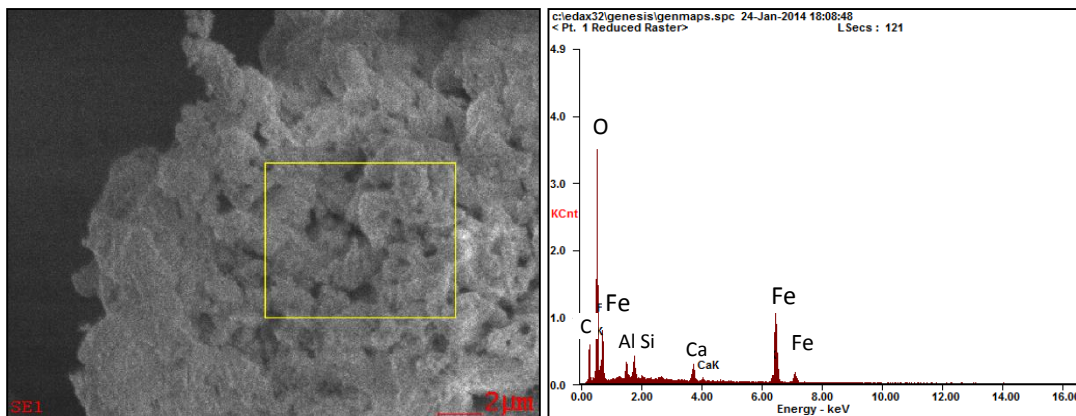 SE1
2µm
c:\edax32\genesis\genmaps.spc 24-Jan-2014 18:08:48
< Pt. 1 Reduced Raster> LSecs : 121
4.9
4.0
3.0
2.0
1.0
0.0
KCnt
O
Fe
C
Al Si
Ca
CaK
Fe
Fe
0.00 2.00 4.00 6.00 8.00 10.00 12.00 14.00 16.00
Energy - keV